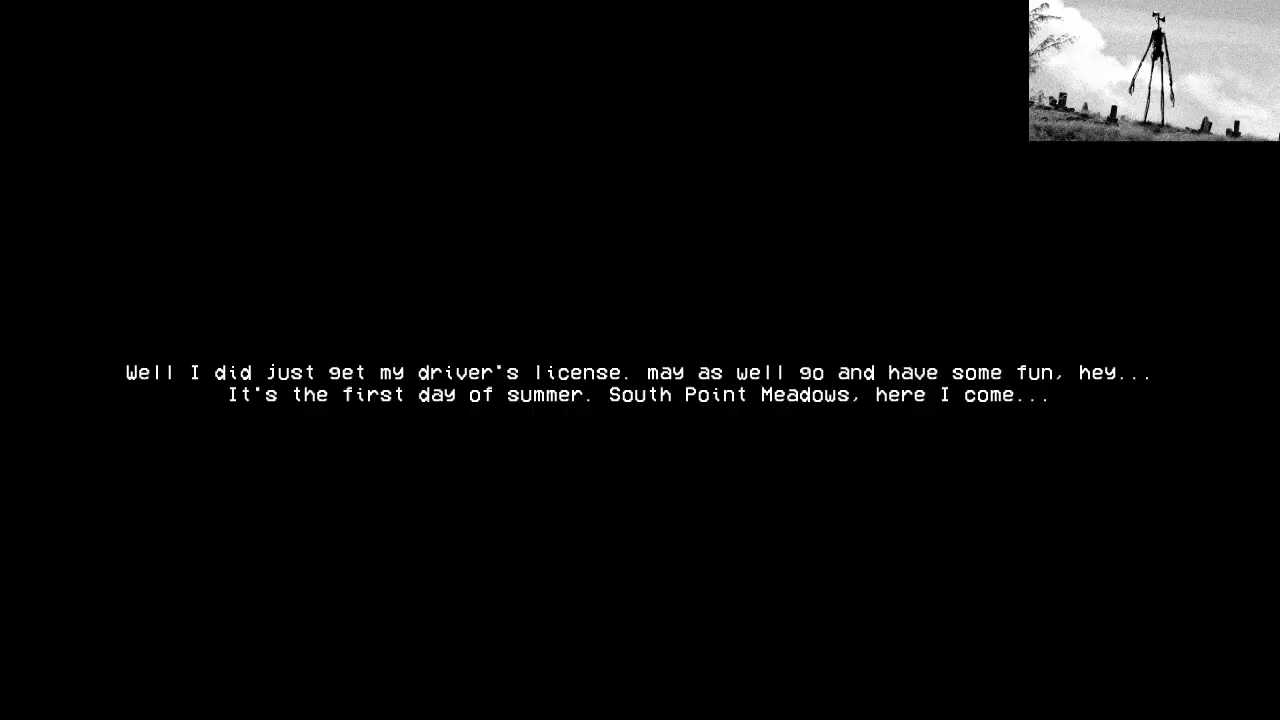 Well I did just get my driver's license. may as well go and have some fun, hey...
It's the first day of summer. South Point Meadows, here I come...